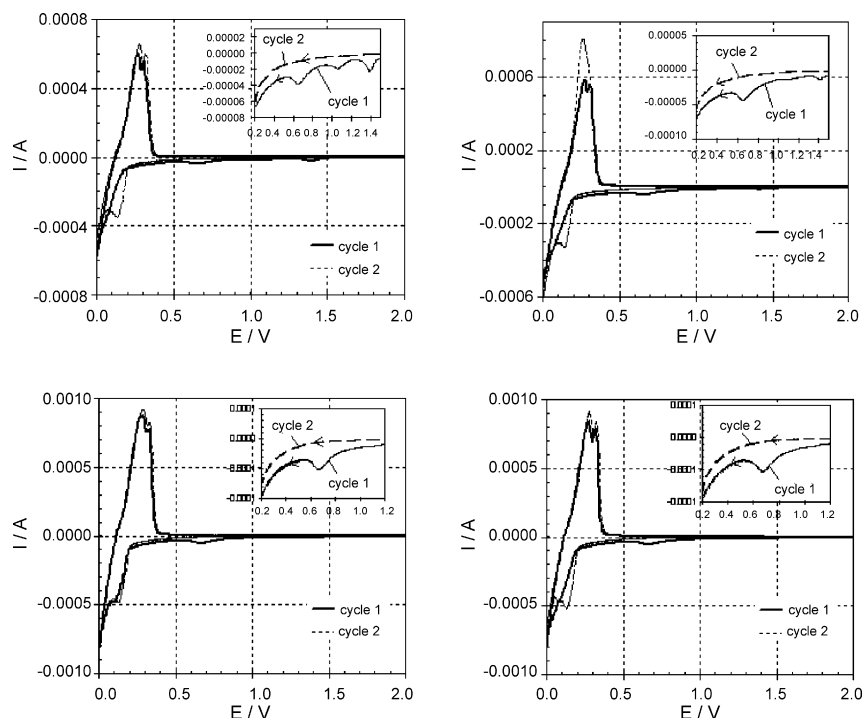 0.0008
0.0004
0.0000
-0.0004
-0.0008
I / A
0.00002
0.00000
-0.00002
-0.00004
-0.00006
-0.00008
cycle 2
cycle 1
0.2 0.4 0.6 0.8 1.0 1.2 1.4
cycle 1
cycle 2
0.0 0.5 1.0 1.5 2.0
E / V
0.0006
0.0002
-0.0002
-0.0006
I / A
0.00005
0.00000
-0.00005
-0.00010
cycle 2
cycle 1
0.2 0.4 0.6 0.8 1.2 1.4
cycle 1
cycle 2
0.0 0.5 1.0 1.5 2.0
E / V
0.0010
0.0005
0.0000
-0.0005
-0.0010
I / A
cycle 2
cycle 1
0.2 0.4 0.6 0.8 1.0 1.2
cycle 1
cycle 2
0.0 0.5 1.0 1.5 2.0
E / V
0.0010
0.0005
0.0000
-0.0005
-0.0010
I / A
cycle 2
cycle 1
0.2 0.4 0.6 0.8 1.0 1.2
cycle 1
cycle 2
0.0 0.5 1.0 1.5 2.0
E / V